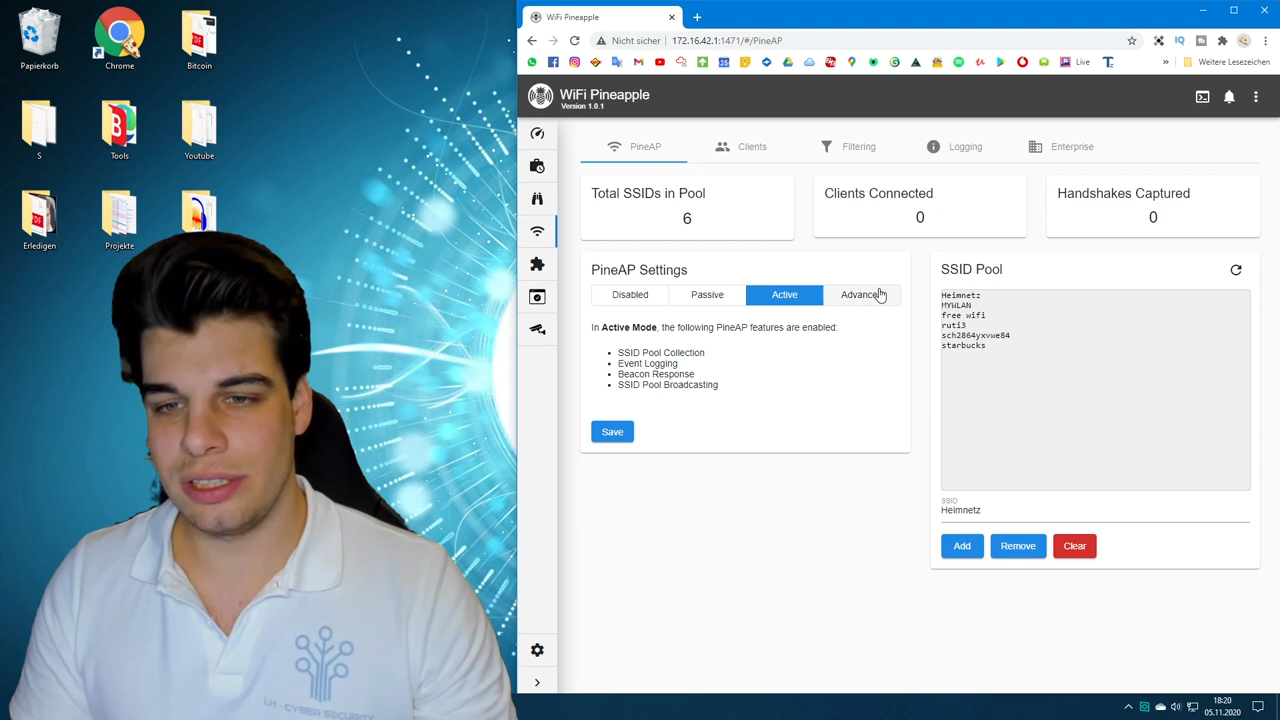 Papierkorb
Chrome
Bitcoin
S
Tools
Youtube
Erledigen
Projekte
LH - CYBER SECURITY
WiFi Pineapple
Nicht sicher
172.16.42.1:1471/#/PineAP
Live
Weitere Lesezeichen
WiFi Pineapple
Version 1.0.1
PineAP
Clients
Filtering
Logging
Enterprise
Total SSIDs in Pool
6
Clients Connected
0
Handshakes Captured
0
PineAP Settings
Disabled
Passive
Active
Advanced
In Active Mode, the following PineAP features are enabled:
• SSID Pool Collection
• Event Logging
• Beacon Response
• SSID Pool Broadcasting
Save
SSID Pool
Heimnetz
MYWLAN
free wifi
ruti3
sch2864yxvwe84
starbucks
SSID
Heimnetz
Add
Remove
Clear
18:20
05.11.2020